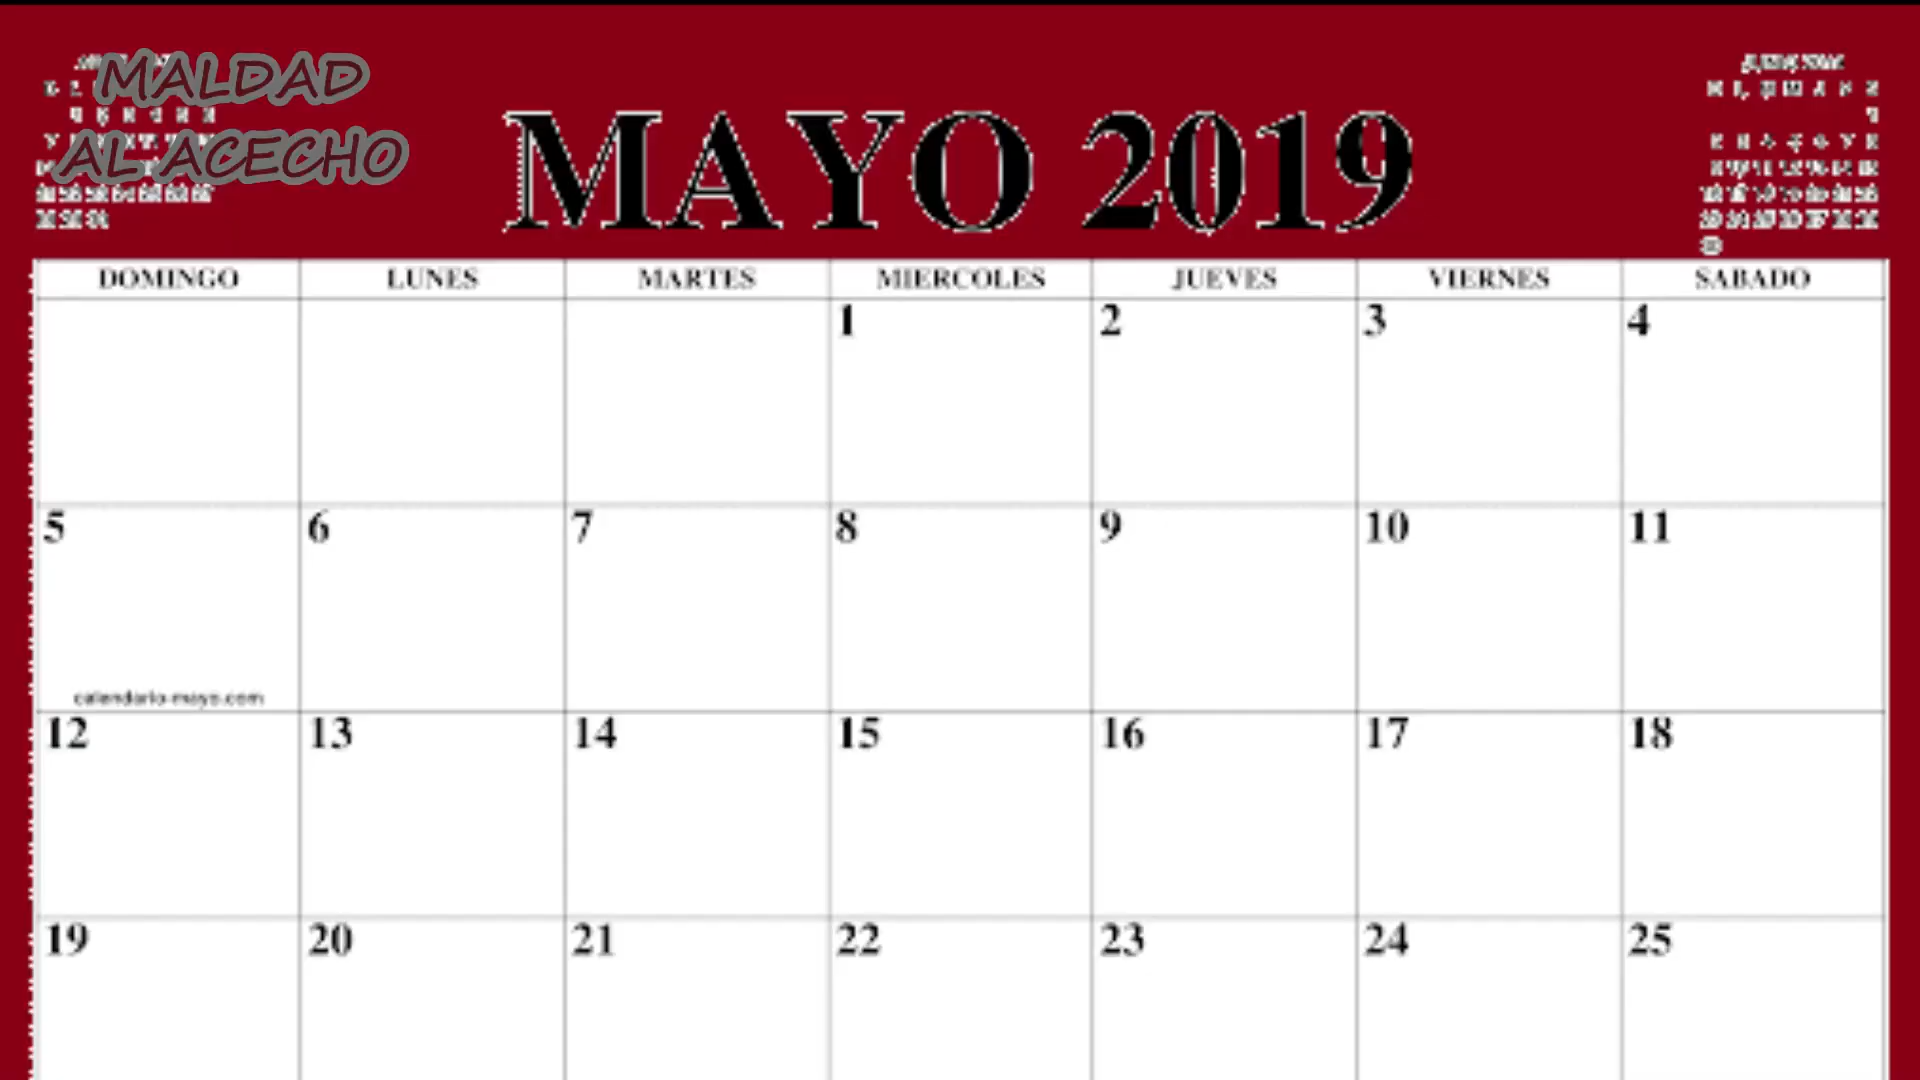 MALDAD
AL ACECHO
MAYO 2019
DOMINGO LUNES MARTES MIERCOLES JUEVES VIERNES SABADO
1 2 3 4
5 6 7 8 9 10 11
calendario-mayo.com
12 13 14 15 16 17 18
19 20 21 22 23 24 25